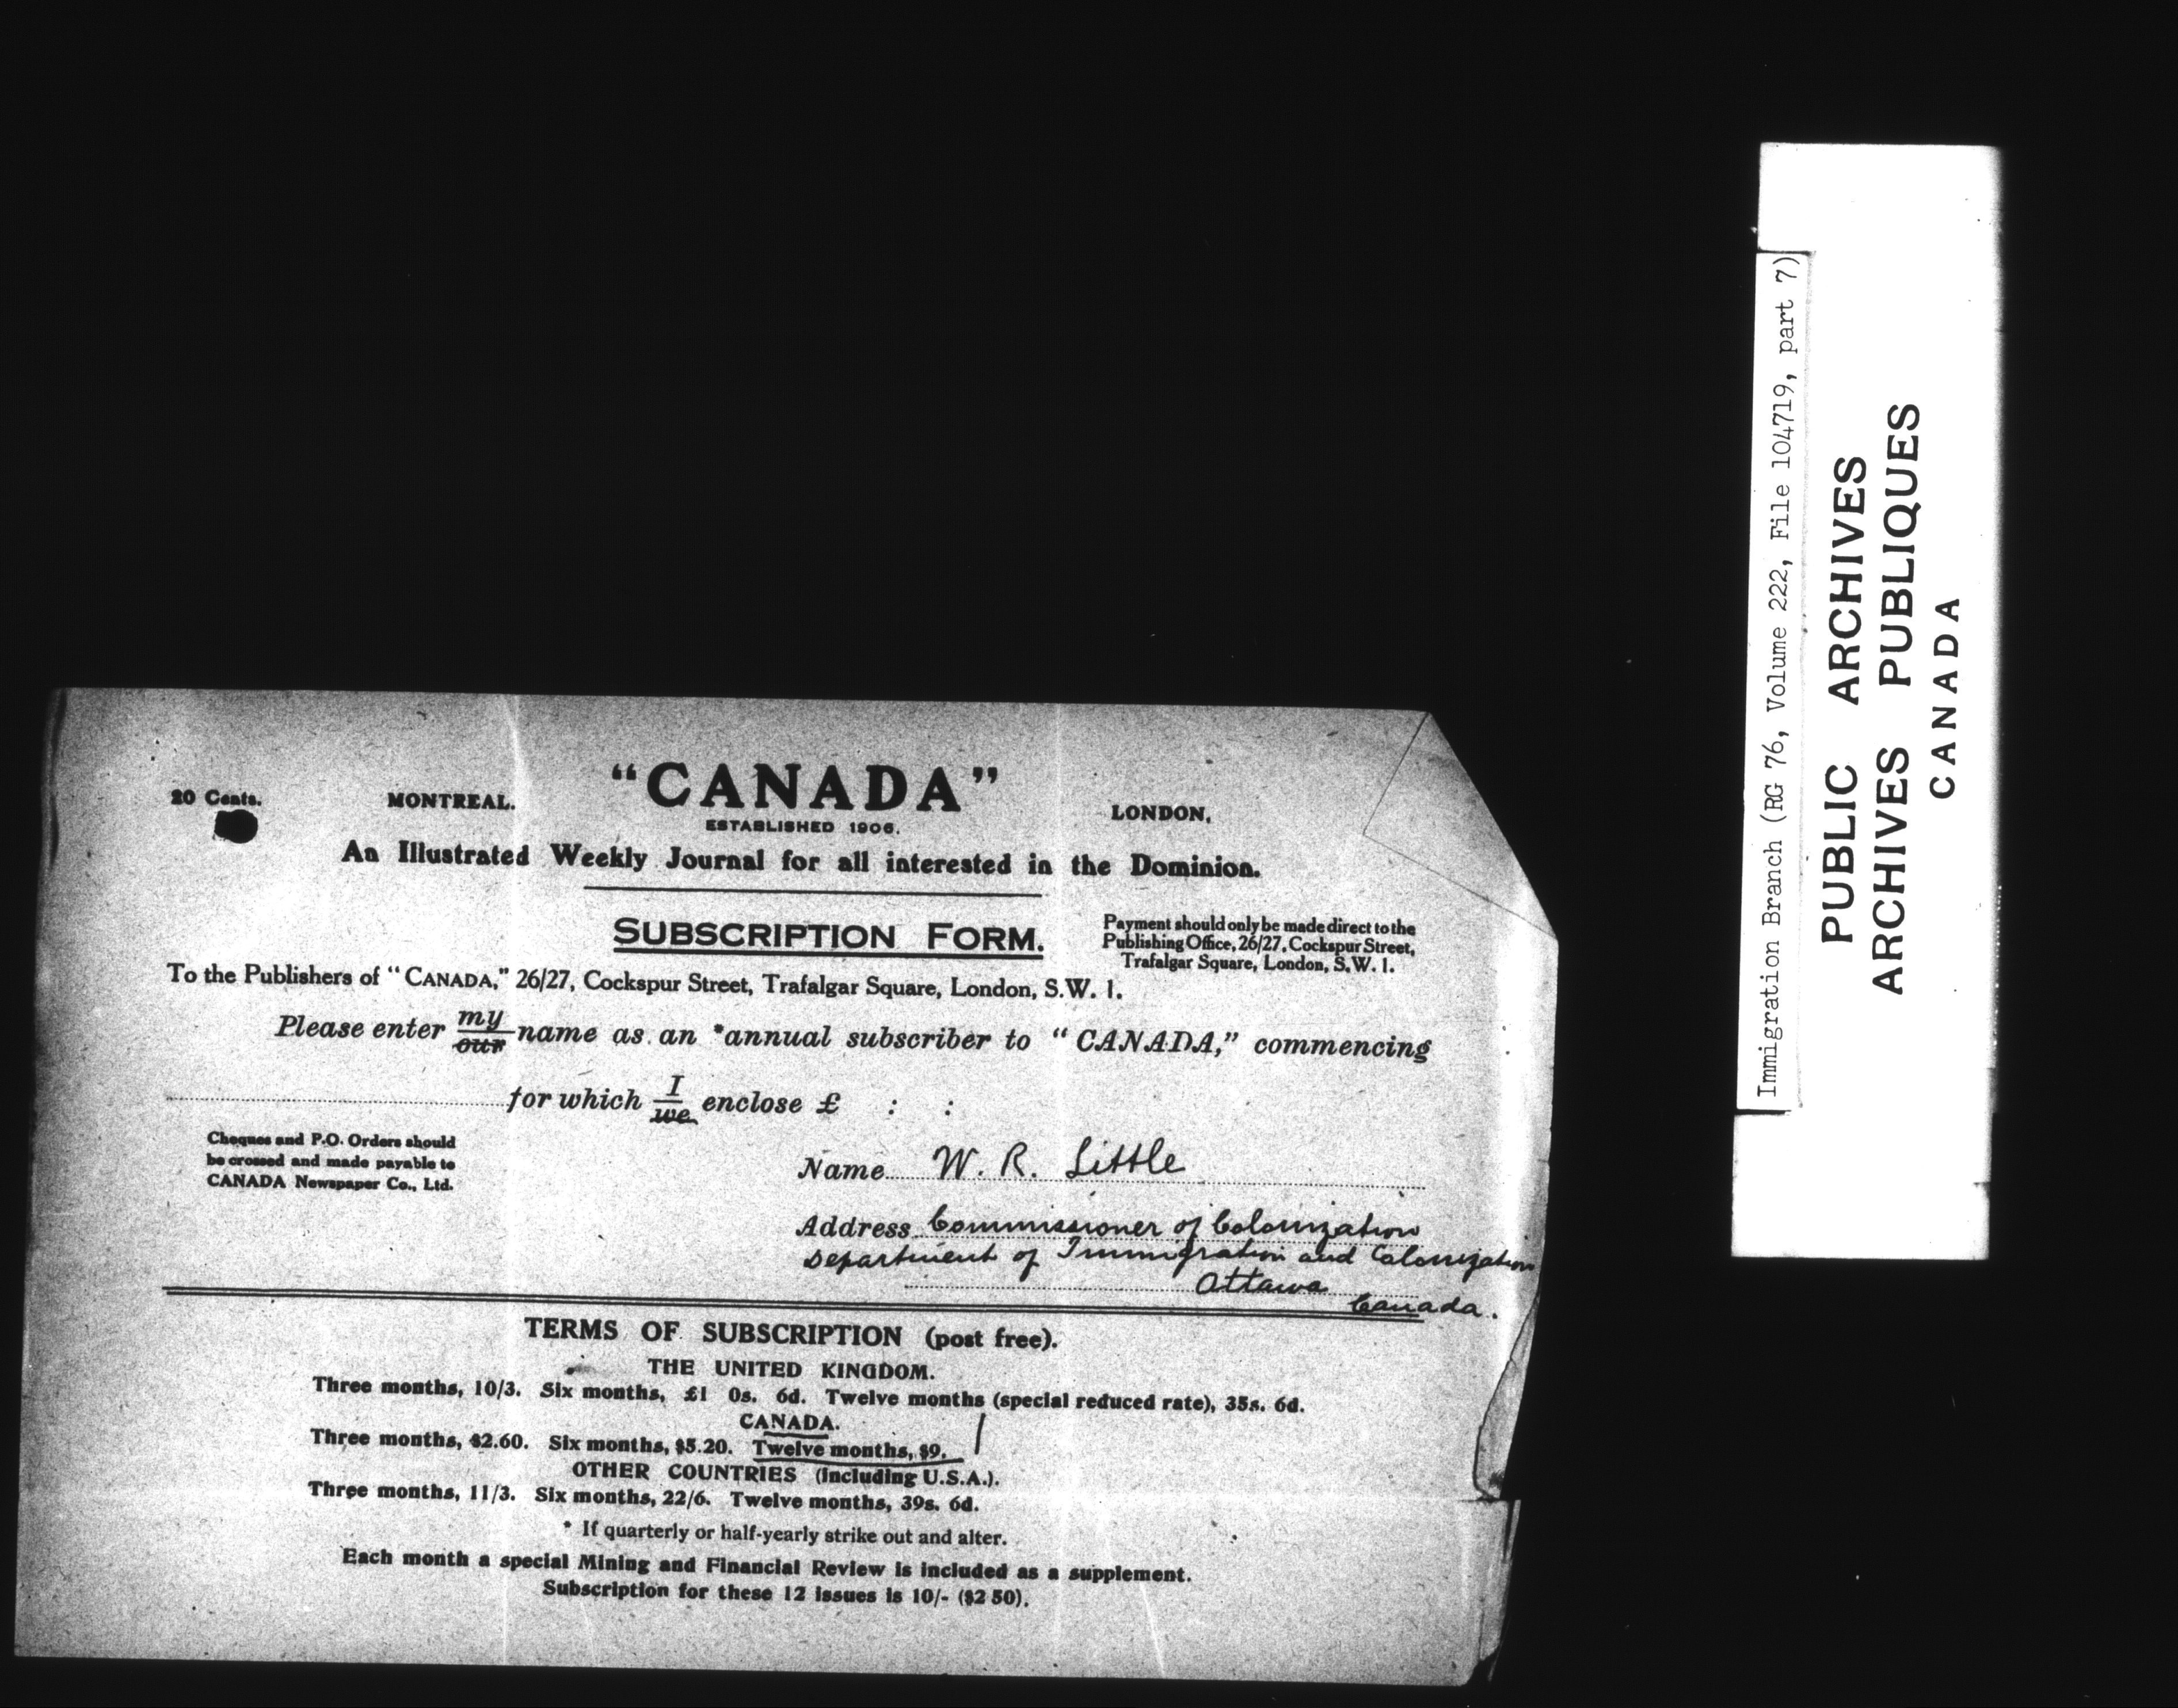 20 Cents. MONTREAL. "CANADA" LONDON.
ESTABLISHED 1906.
An Illustrated Weekly Journal for all interested in the Dominion.
SUBSCRIPTION FORM.
Payment should only be made direct to the
Publishing Office, 26/27, Cockspur Street,
Trafalgar Square, London, S.W. 1.
To the Publishers of "CANADA," 26/27, Cockspur Street, Trafalgar Square, London, S.W. 1.
Please enter my/our name as an *annual subscriber to "CANADA," commencing
for which I/we enclose £ : :
Cheques and P.O. Orders should
be crossed and made payable to
CANADA Newspaper Co., Ltd.
Name W. R. Little
Address Commissioner of Colonization
Department of Immigration and Colonization
Ottawa
Canada.
TERMS OF SUBSCRIPTION (post free).
THE UNITED KINGDOM.
Three months, 10/3. Six months, £1 0s. 6d. Twelve months (special reduced rate), 35s. 6d.
CANADA.
Three months, $2.60. Six months, $5.20. Twelve months, $9.
OTHER COUNTRIES (Including U.S.A.).
Three months, 11/3. Six months, 22/6. Twelve months, 39s. 6d.
* If quarterly or half-yearly strike out and alter.
Each month a special Mining and Financial Review is included as a supplement.
Subscription for these 12 issues is 10/- ($2 50).
Immigration Branch (RG 76, Volume 222, File 104719, part 7)
PUBLIC ARCHIVES
ARCHIVES PUBLIQUES
CANADA